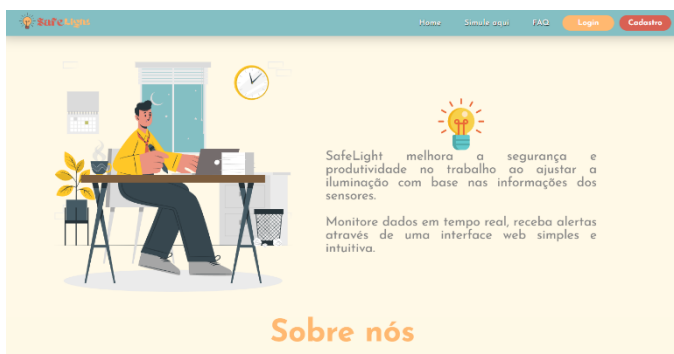 SafeLight
Home Simule aqui FAQ Login Cadastro
SafeLight melhora a segurança e
produtividade no trabalho ao ajustar a
iluminação com base nas informações dos
sensores.
Monitore dados em tempo real, receba alertas
através de uma interface web simples e
intuitiva.
Sobre nós